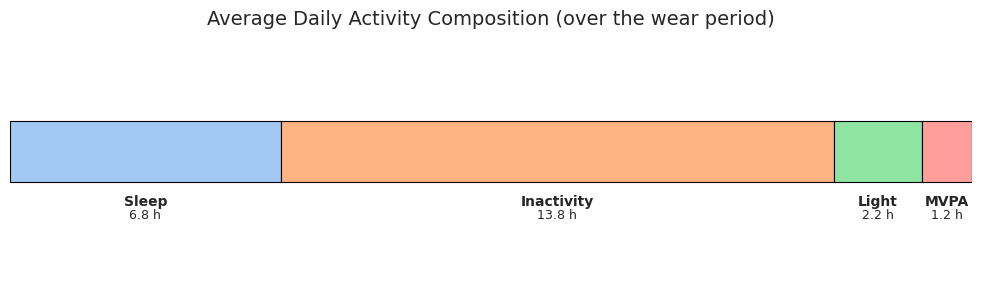 Average Daily Activity Composition (over the wear period)
Sleep
6.8 h
Inactivity
13.8 h
Light
2.2 h
MVPA
1.2 h